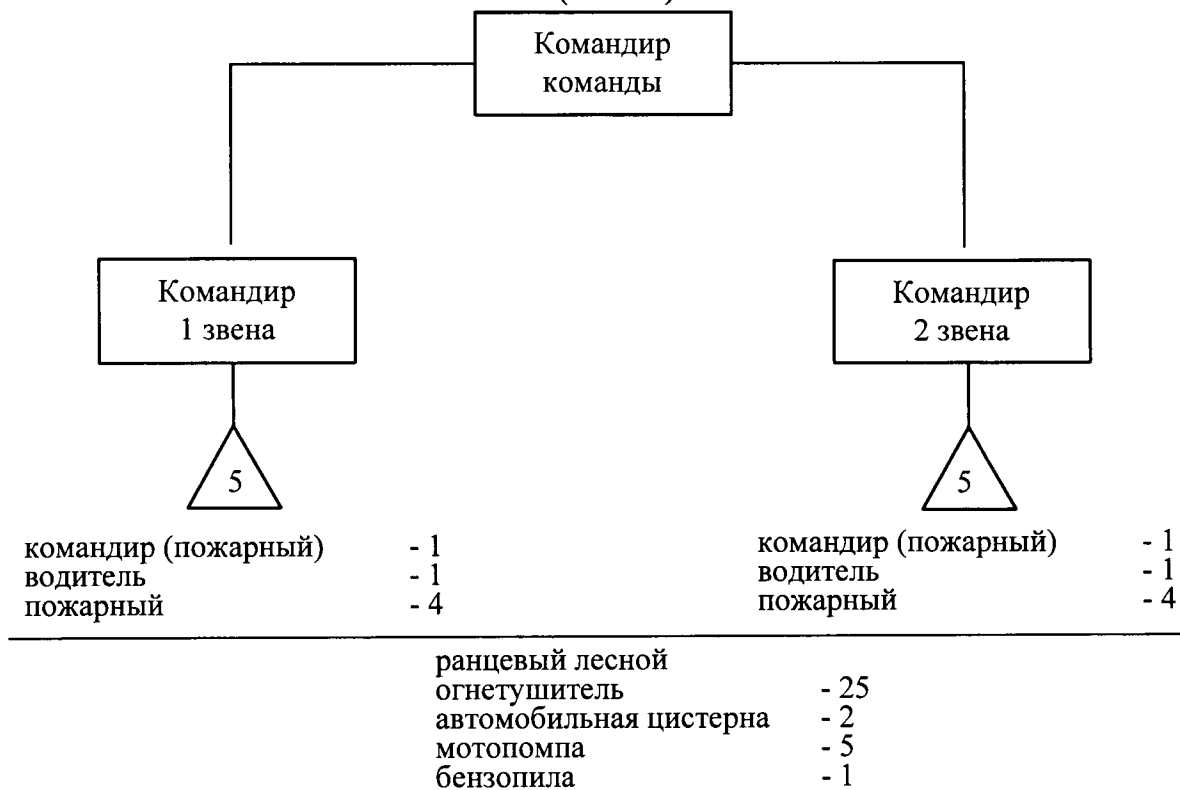 Командир
команды
Командир
1 звена
Командир
2 звена
5
5
командир (пожарный) - 1
водитель - 1
пожарный - 4
командир (пожарный) - 1
водитель - 1
пожарный - 4
ранцевый лесной
огнетушитель - 25
автомобильная цистерна - 2
мотопомпа - 5
бензопила - 1